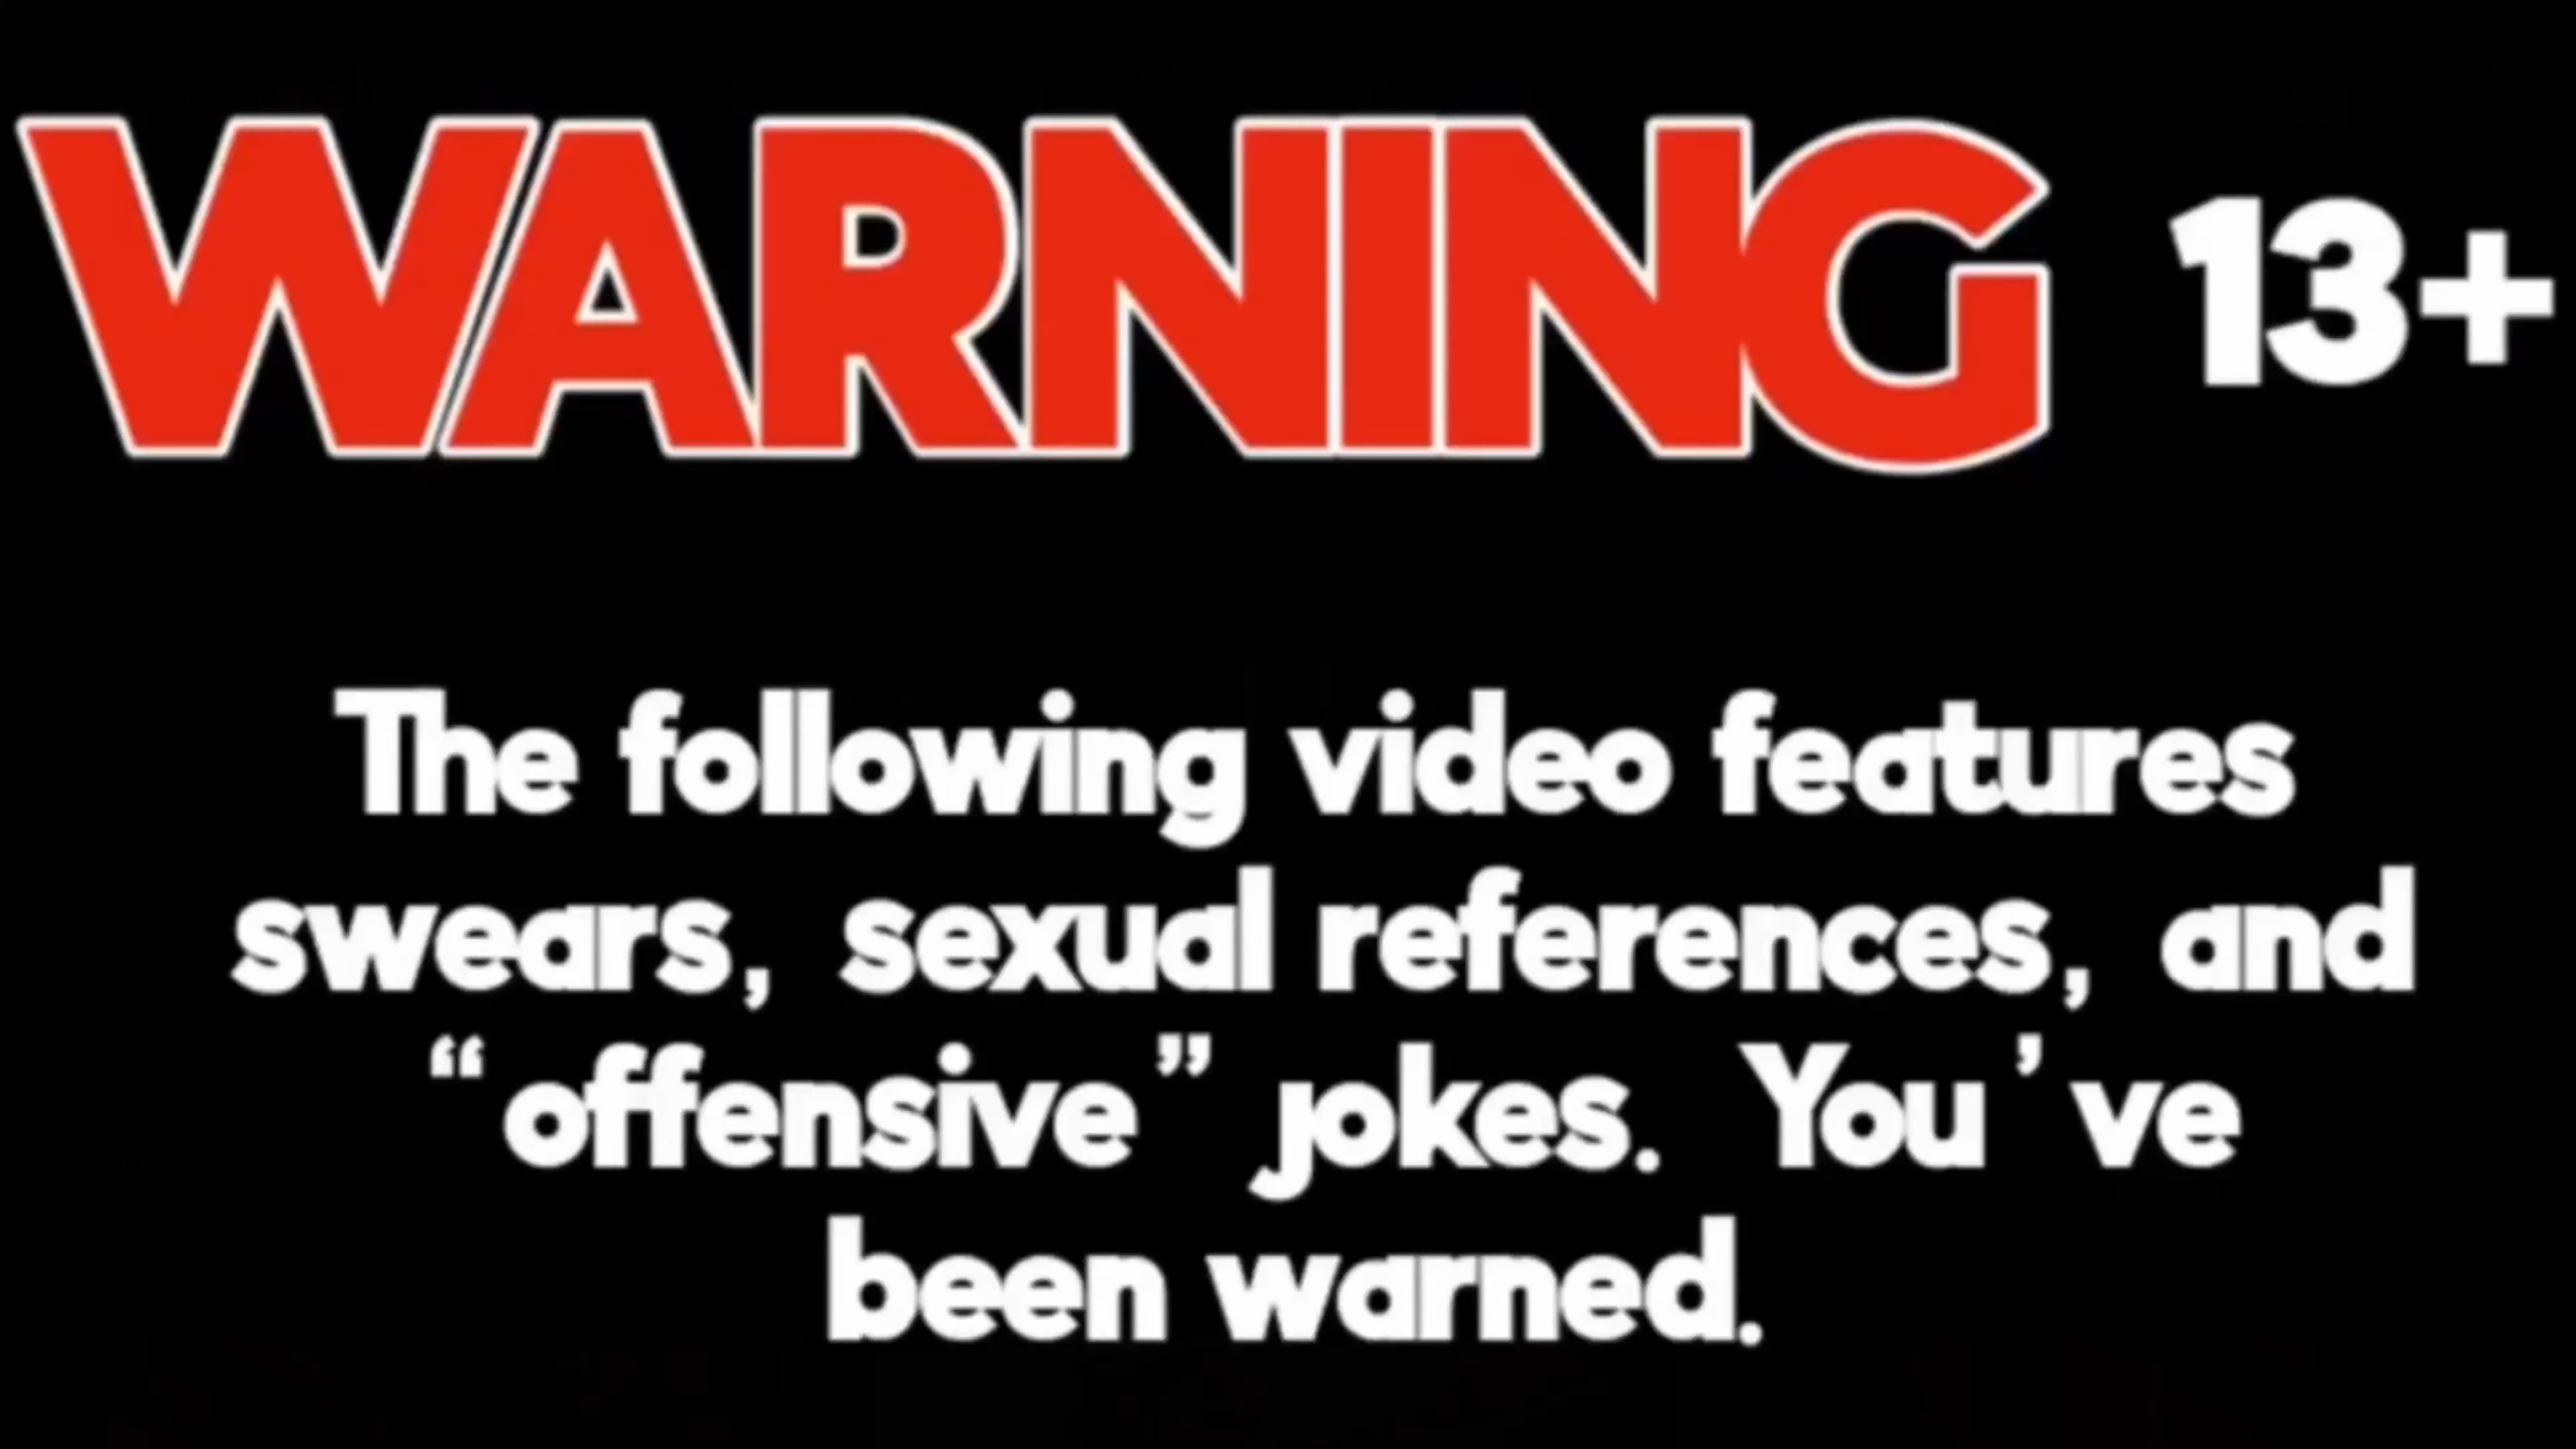 WARNING 13+
The following video features
swears, sexual references, and
“offensive” jokes. You’ve
been warned.